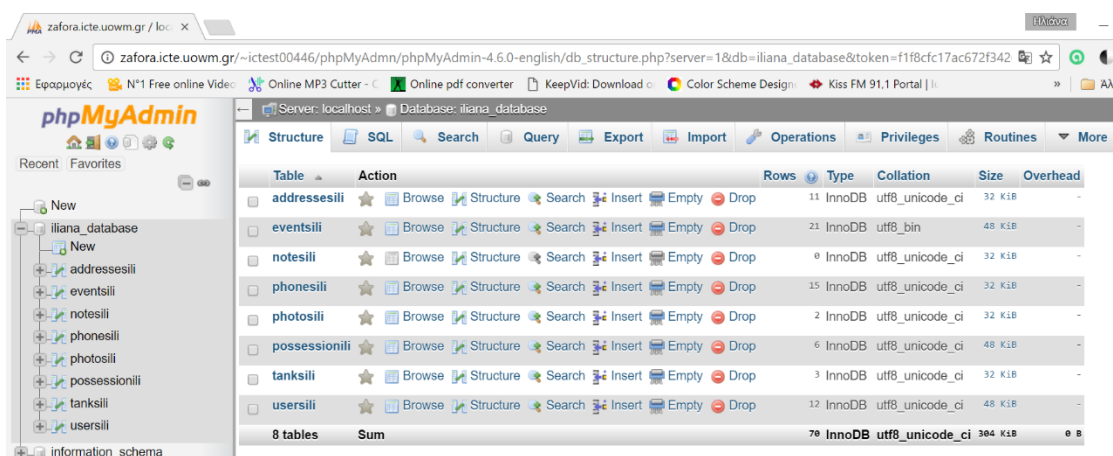 zafora.icte.uowm.gr / loc
Ηλιάνα
zafora.icte.uowm.gr/~ictest00446/phpMyAdmn/phpMyAdmin-4.6.0-english/db_structure.php?server=1&db=iliana_database&token=f1f8cfc17ac672f342
Εφαρμογές N°1 Free online Video Online MP3 Cutter - C Online pdf converter KeepVid: Download o Color Scheme Design Kiss FM 91,1 Portal | » Άλ
phpMyAdmin
Recent Favorites
New
iliana_database
New
addressesili
eventsili
notesili
phonesili
photosili
possessionili
tanksili
usersili
information_schema
Server: localhost » Database: iliana_database
Structure SQL Search Query Export Import Operations Privileges Routines More
Table Action Rows Type Collation Size Overhead
addressesili Browse Structure Search Insert Empty Drop 11 InnoDB utf8_unicode_ci 32 KiB -
eventsili Browse Structure Search Insert Empty Drop 21 InnoDB utf8_bin 48 KiB -
notesili Browse Structure Search Insert Empty Drop 0 InnoDB utf8_unicode_ci 32 KiB -
phonesili Browse Structure Search Insert Empty Drop 15 InnoDB utf8_unicode_ci 32 KiB -
photosili Browse Structure Search Insert Empty Drop 2 InnoDB utf8_unicode_ci 32 KiB -
possessionili Browse Structure Search Insert Empty Drop 6 InnoDB utf8_unicode_ci 48 KiB -
tanksili Browse Structure Search Insert Empty Drop 3 InnoDB utf8_unicode_ci 32 KiB -
usersili Browse Structure Search Insert Empty Drop 12 InnoDB utf8_unicode_ci 48 KiB -
8 tables Sum 70 InnoDB utf8_unicode_ci 304 KiB 0 B